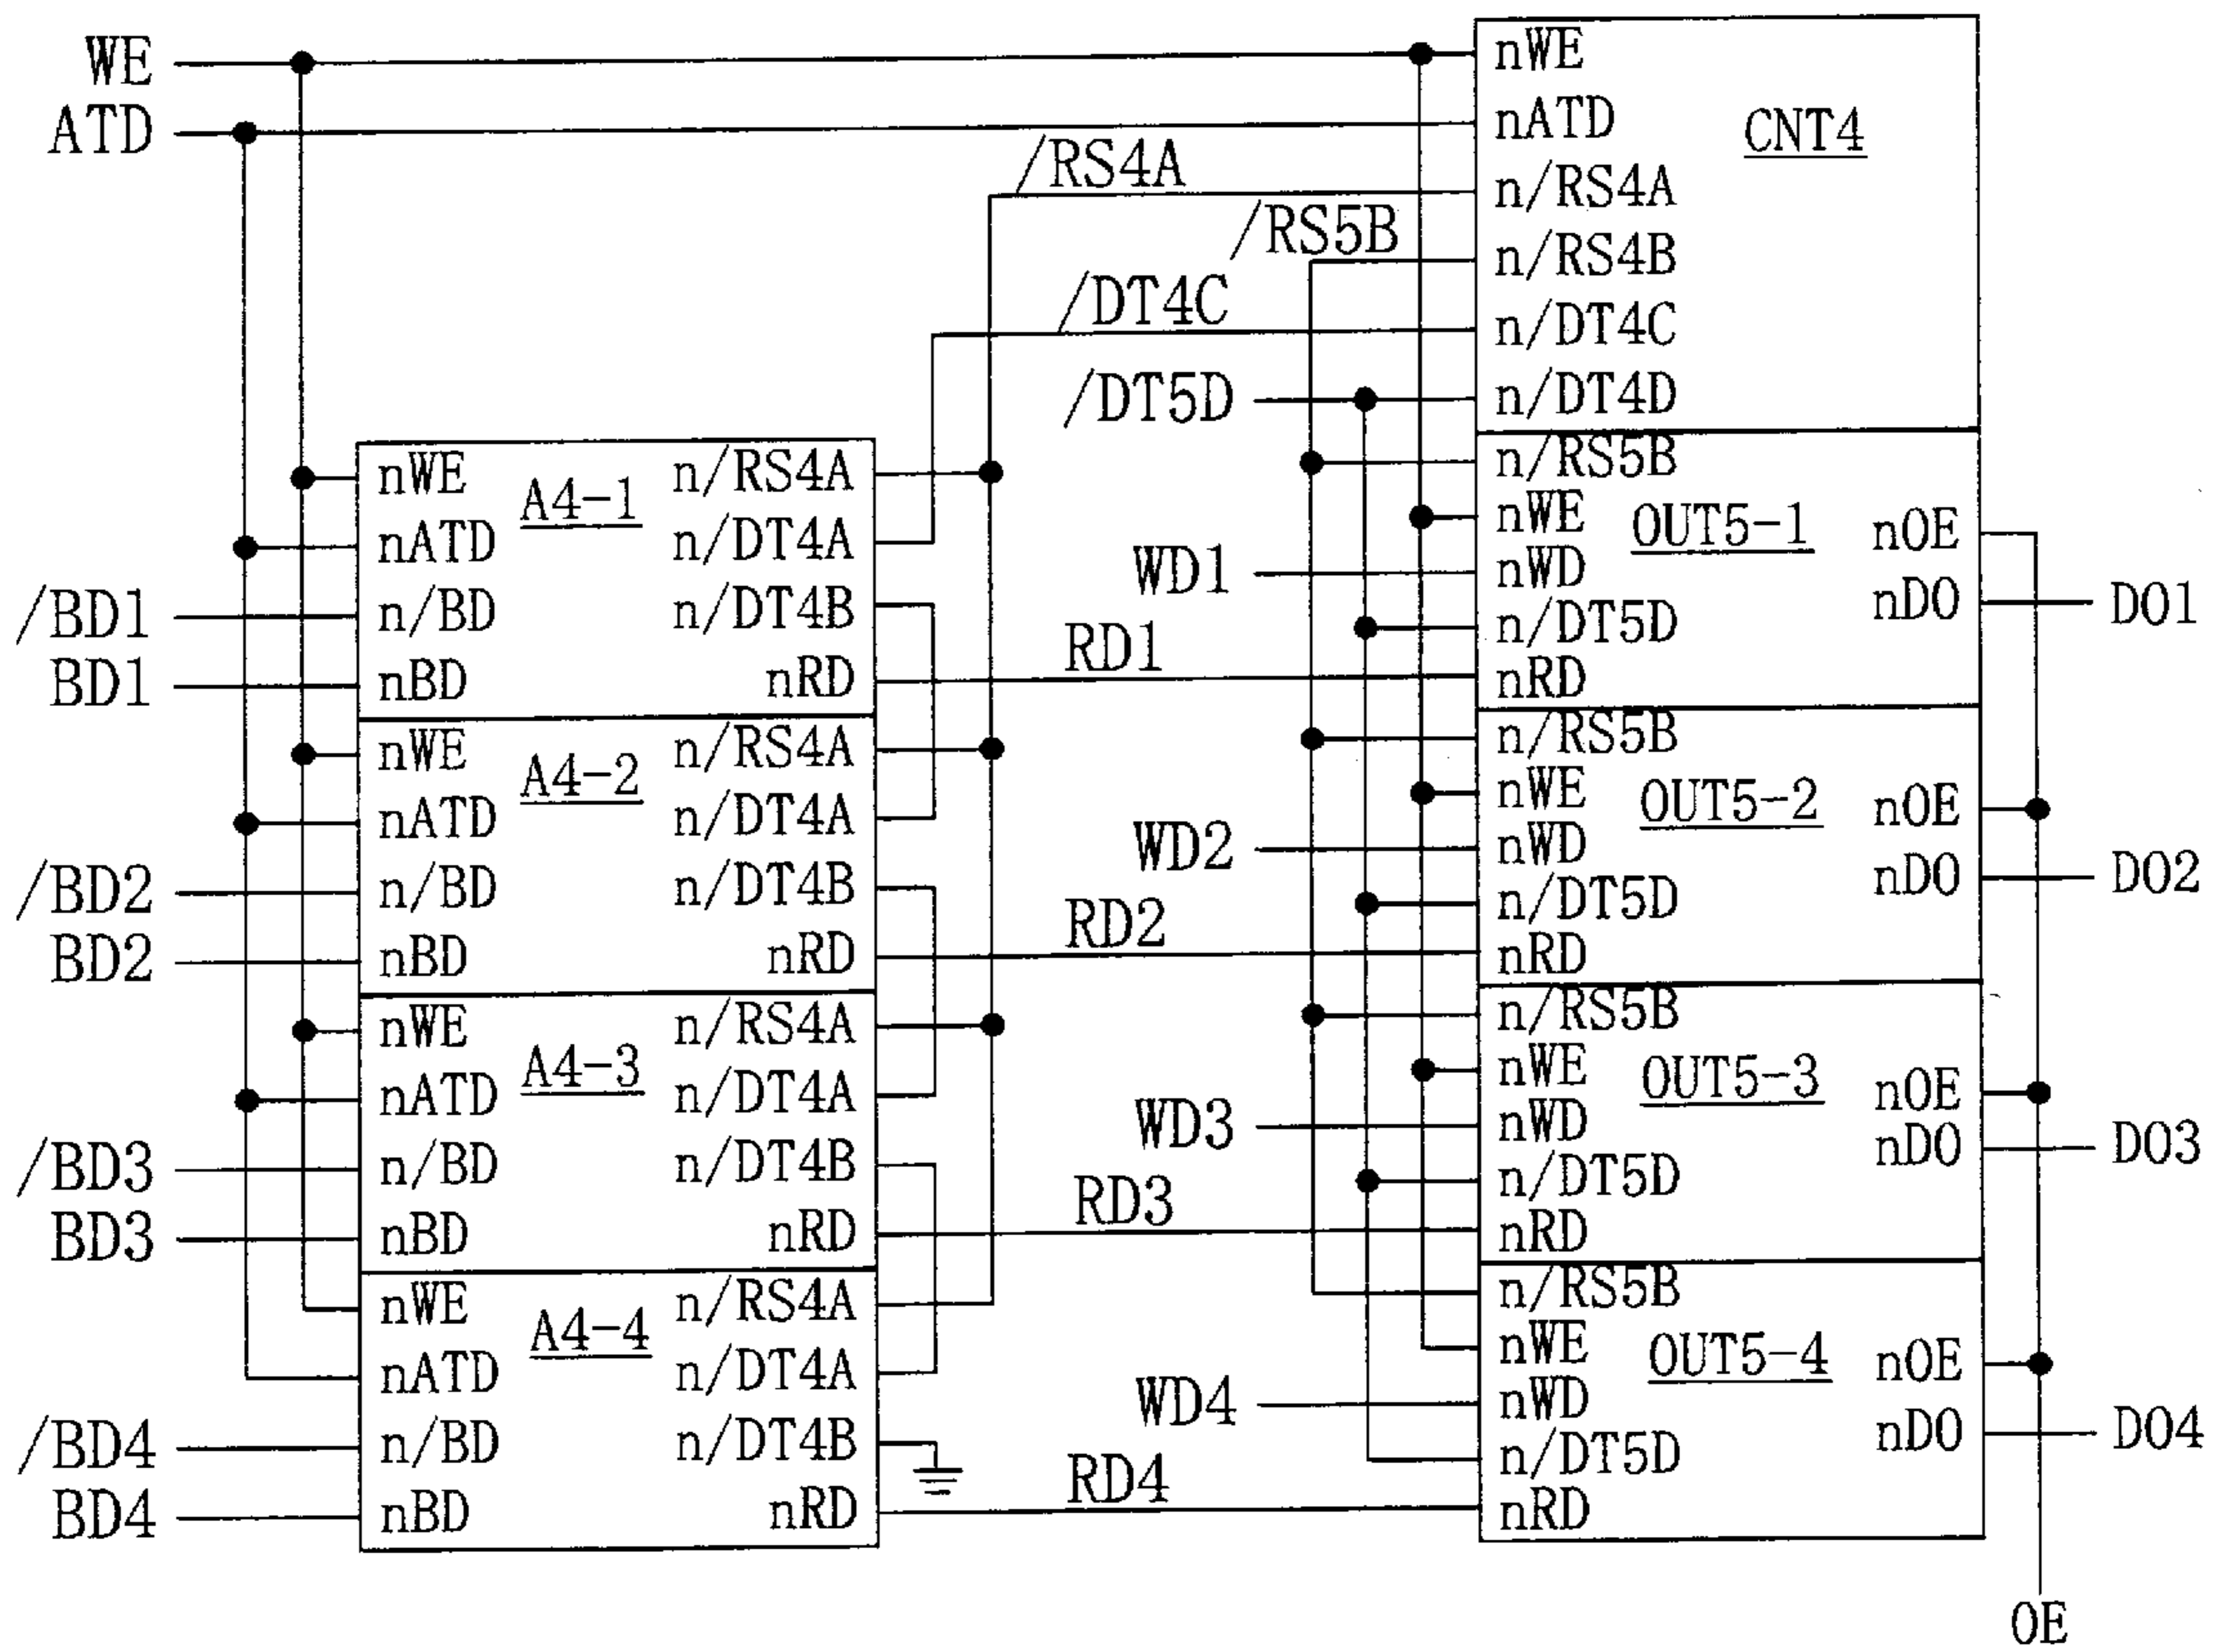 WE
ATD
/RS4A
/RS5B
/DT4C
/DT5D
nWE
nATD
CNT4
n/RS4A
n/RS4B
n/DT4C
n/DT4D
nWE
A4-1
n/RS4A
nATD
n/DT4A
/BD1
n/BD
n/DT4B
BD1
nBD
nRD
RD1
n/RS5B
nWE
OUT5-1
nOE
WD1
nWD
nDO
DO1
n/DT5D
nRD
nWE
A4-2
n/RS4A
nATD
n/DT4A
/BD2
n/BD
n/DT4B
BD2
nBD
nRD
RD2
n/RS5B
nWE
OUT5-2
nOE
WD2
nWD
nDO
DO2
n/DT5D
nRD
nWE
A4-3
n/RS4A
nATD
n/DT4A
/BD3
n/BD
n/DT4B
BD3
nBD
nRD
RD3
n/RS5B
nWE
OUT5-3
nOE
WD3
nWD
nDO
DO3
n/DT5D
nRD
nWE
A4-4
n/RS4A
nATD
n/DT4A
/BD4
n/BD
n/DT4B
BD4
nBD
nRD
RD4
n/RS5B
nWE
OUT5-4
nOE
WD4
nWD
nDO
DO4
n/DT5D
nRD
OE